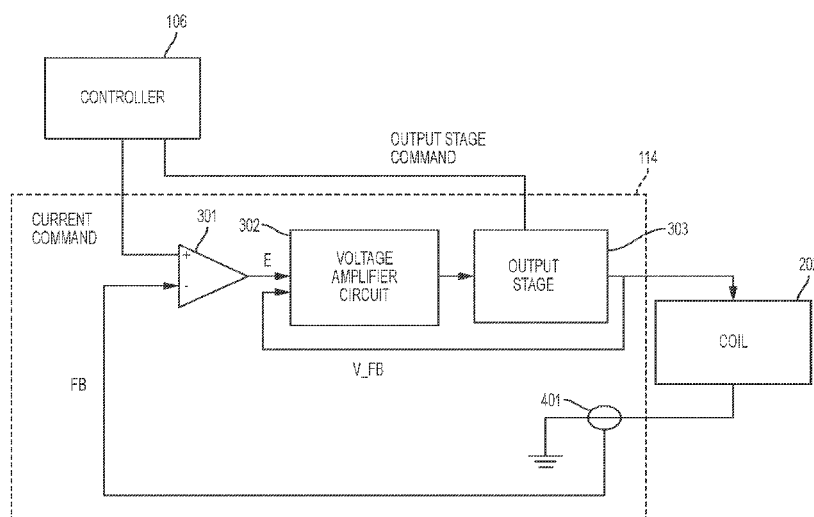 106
CONTROLLER
OUTPUT STAGE
COMMAND
114
CURRENT
COMMAND
301
302
303
+
-
E
VOLTAGE
AMPLIFIER
CIRCUIT
OUTPUT
STAGE
202
COIL
V_FB
FB
401